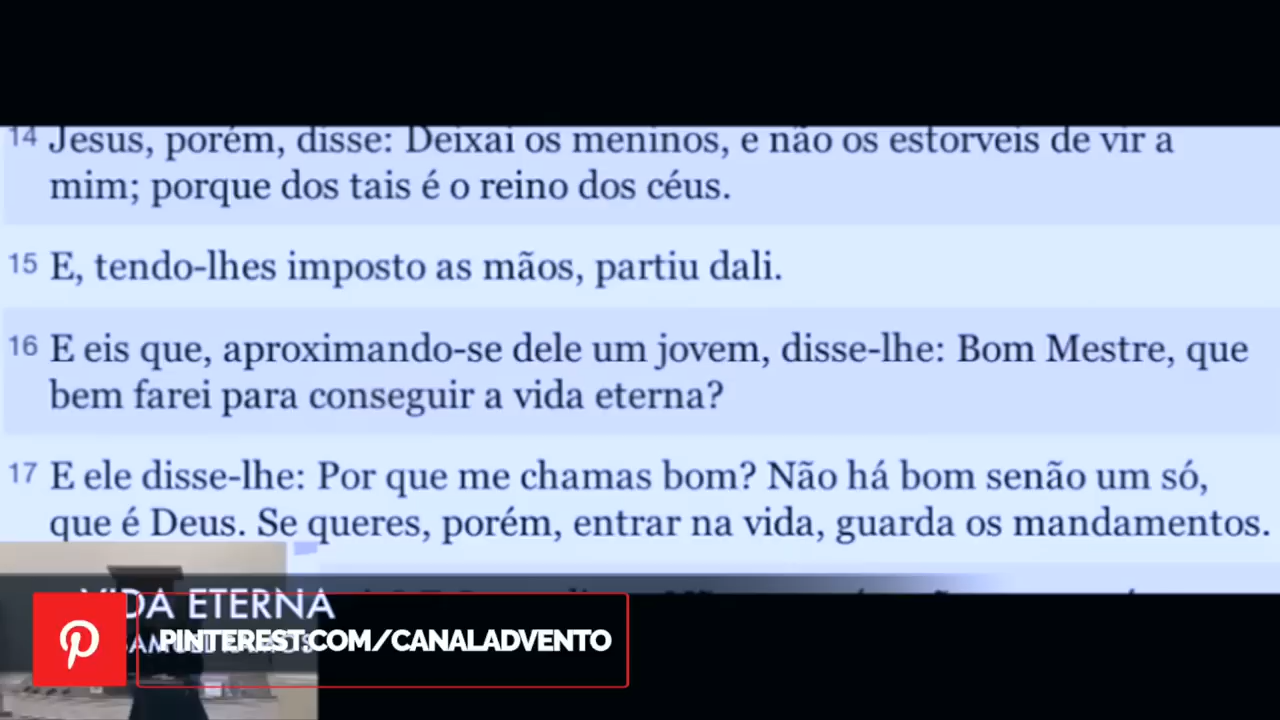 14 Jesus, porém, disse: Deixai os meninos, e não os estorveis de vir a
mim; porque dos tais é o reino dos céus.
15 E, tendo-lhes imposto as mãos, partiu dali.
16 E eis que, aproximando-se dele um jovem, disse-lhe: Bom Mestre, que
bem farei para conseguir a vida eterna?
17 E ele disse-lhe: Por que me chamas bom? Não há bom senão um só,
que é Deus. Se queres, porém, entrar na vida, guarda os mandamentos.
VIDA ETERNA
PINTEREST.COM/CANALADVENTO